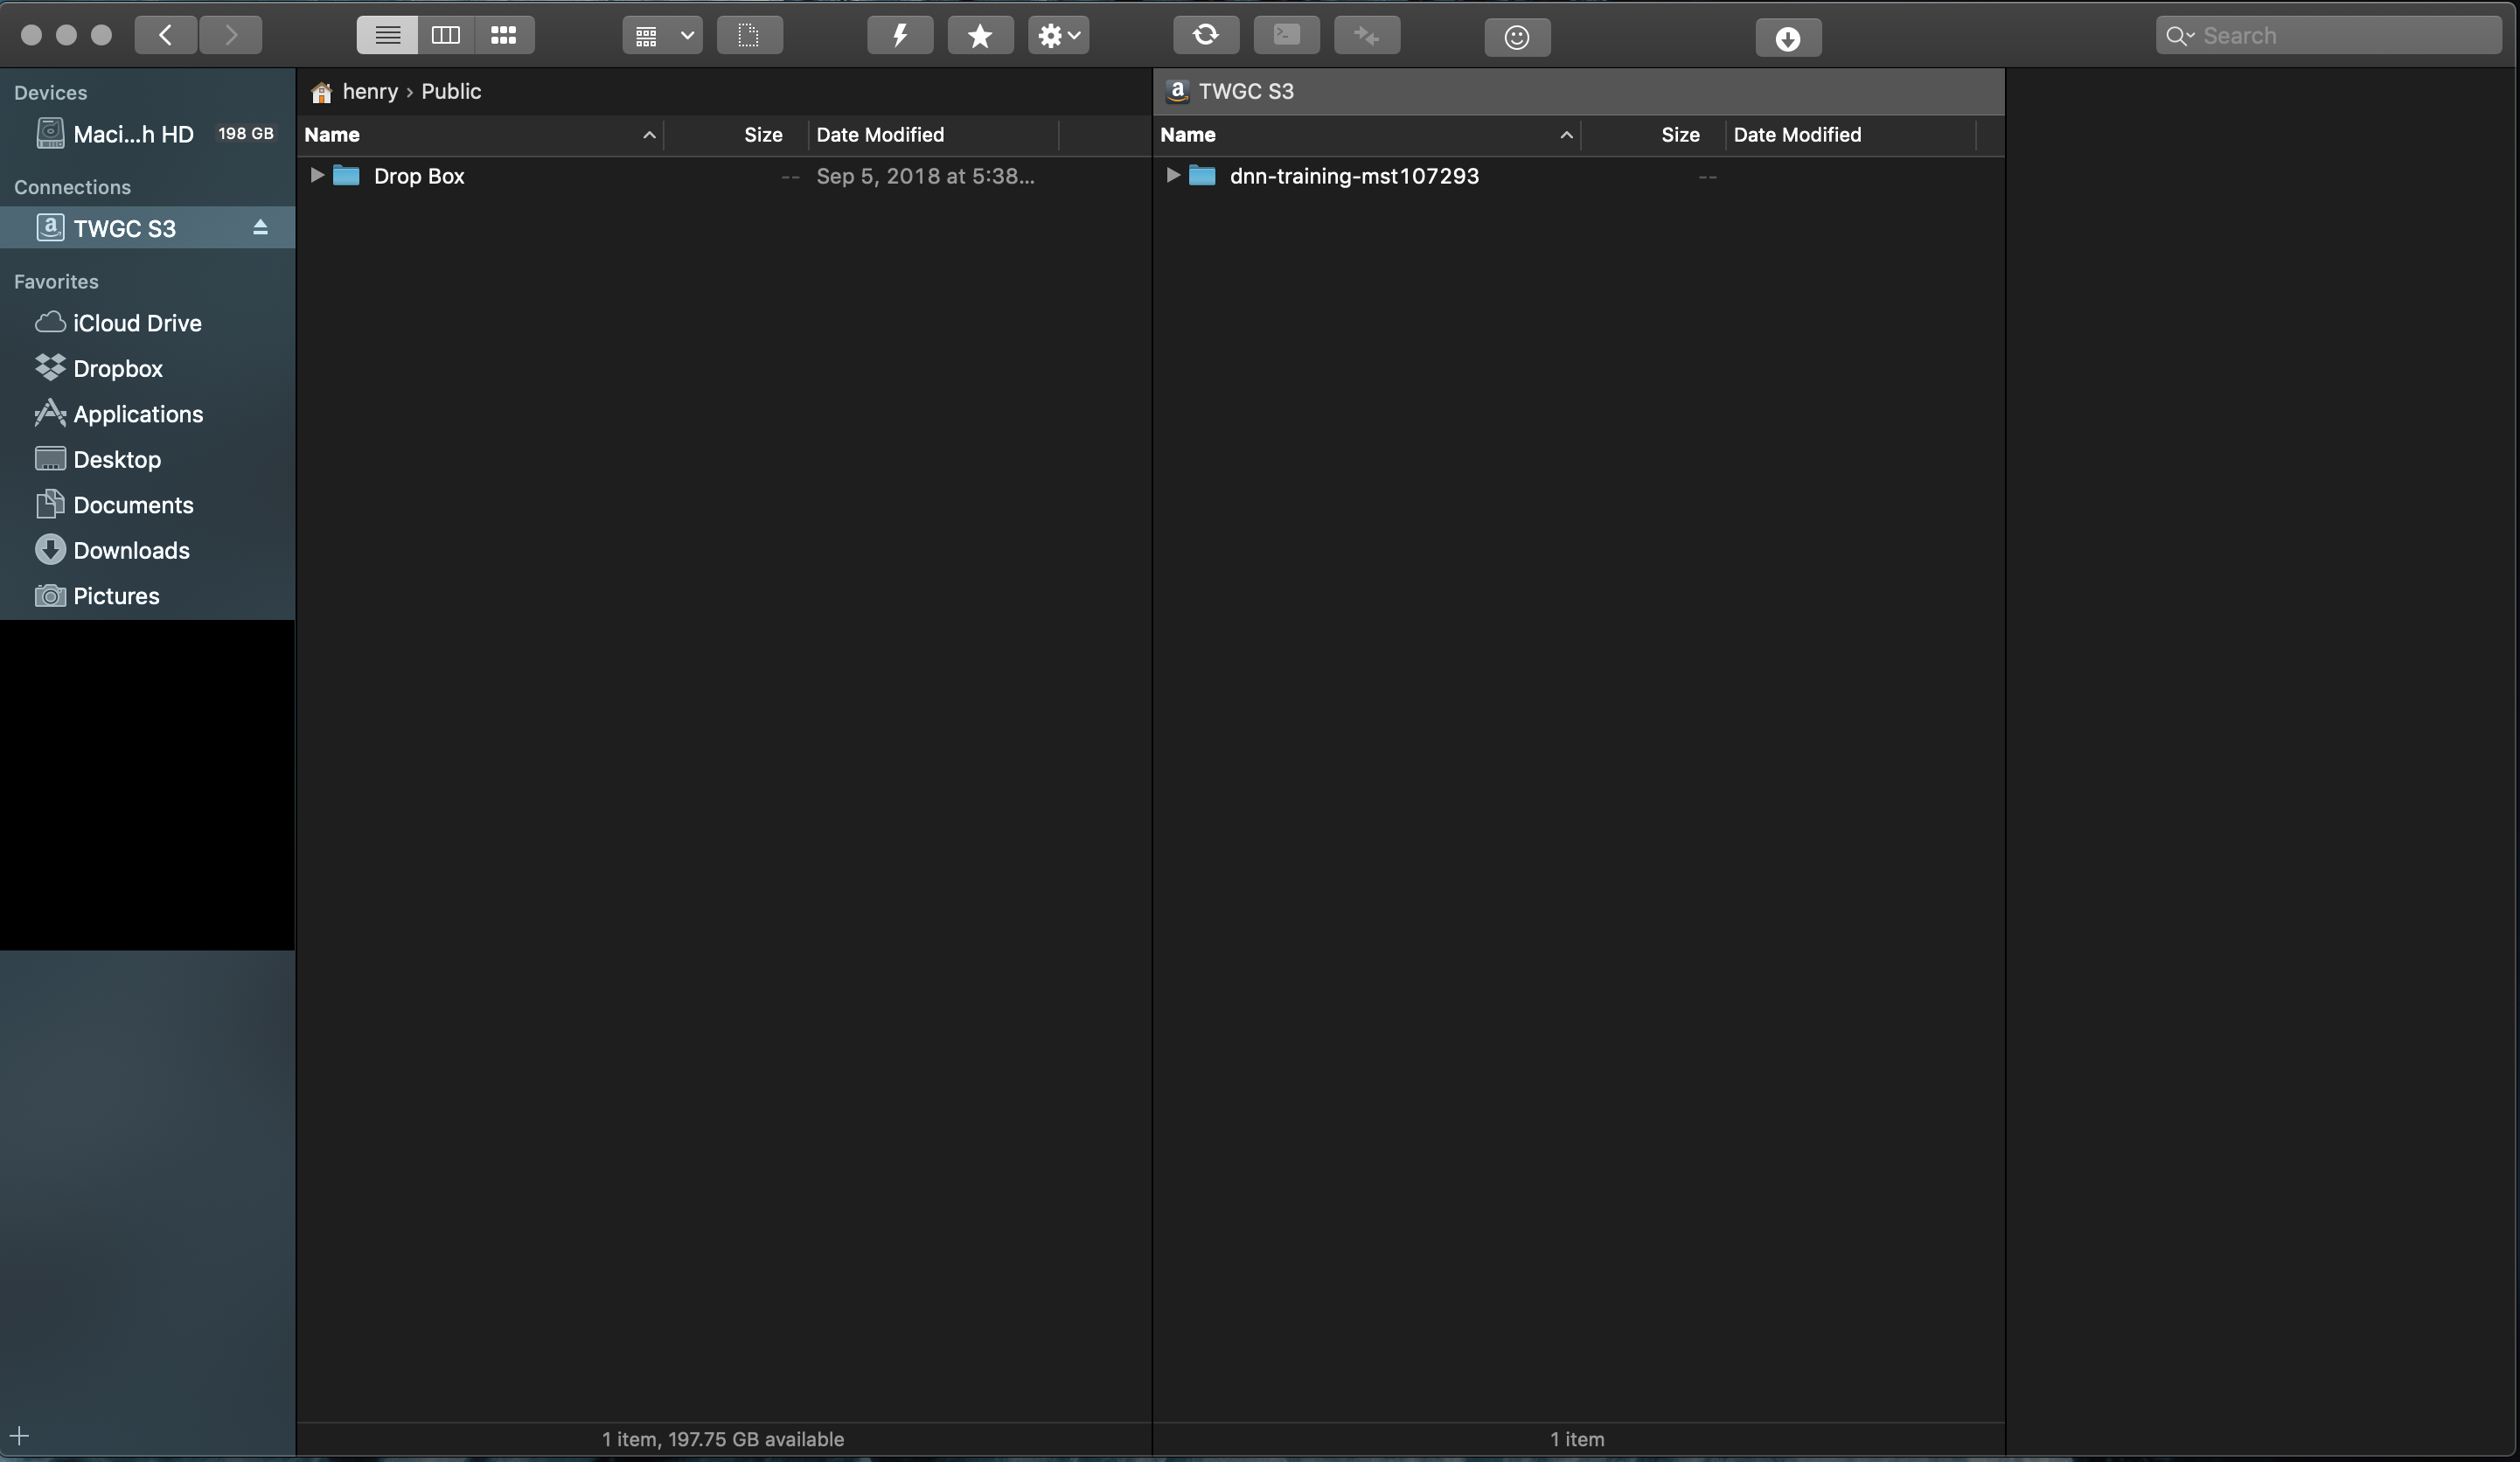 Search
Devices
Maci...h HD 198 GB
Connections
TWGC S3
Favorites
iCloud Drive
Dropbox
Applications
Desktop
Documents
Downloads
Pictures
henry › Public
Name Size Date Modified
Drop Box -- Sep 5, 2018 at 5:38...
1 item, 197.75 GB available
TWGC S3
Name Size Date Modified
dnn-training-mst107293 --
1 item